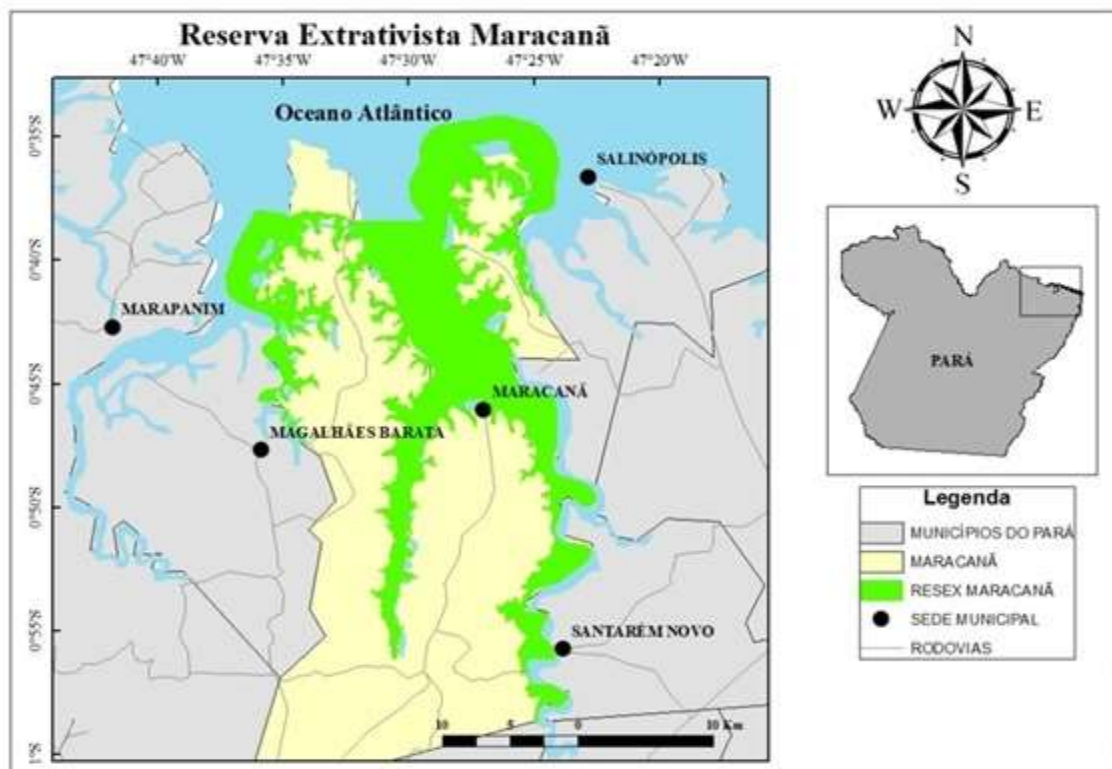 Reserva Extrativista Maracanã
47°40'W 47°35'W 47°30'W 47°25'W 47°20'W
N
W E
S
Oceano Atlântico
0°35'S
SALINÓPOLIS
0°40'S
MARAPANIM
0°45'S
MARACANÃ
MAGALHÃES BARATA
0°50'S
0°55'S
SANTARÉM NOVO
1°S
10 5 0 10 Km
PARÁ
Legenda
MUNICÍPIOS DO PARÁ
MARACANÃ
RESEX MARACANÃ
SEDE MUNICIPAL
RODOVIAS